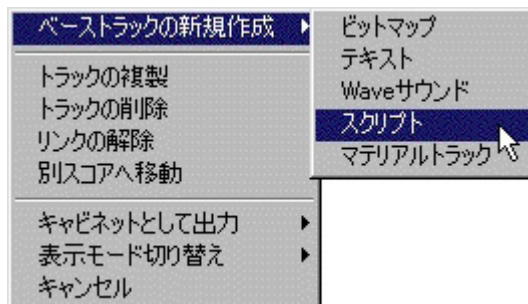 ベーストラックの新規作成
トラックの複製
トラックの削除
リンクの解除
別スコアへ移動
キャビネットとして出力
表示モード切り替え
キャンセル
ビットマップ
テキスト
Waveサウンド
スクリプト
マテリアルトラック